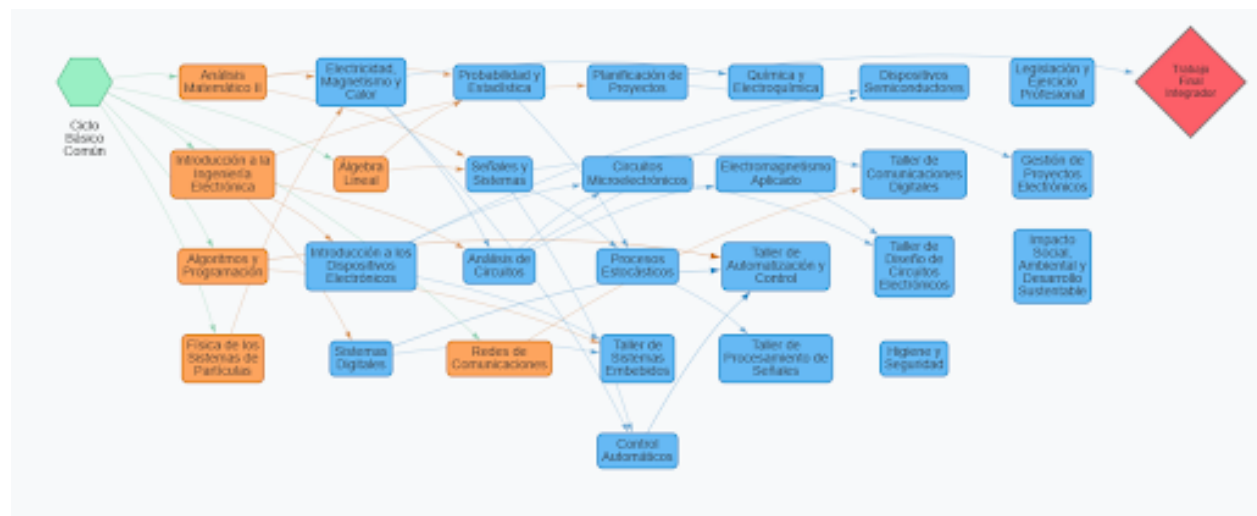 Ciclo
Básico
Común
Análisis
Matemático II
Electricidad,
Magnetismo y
Calor
Probabilidad y
Estadística
Planificación de
Proyectos
Química y
Electroquímica
Dispositivos
Semiconductores
Legislación y
Ejercicio
Profesional
Trabajo
Final
Integrador
Introducción a la
Ingeniería
Electrónica
Álgebra
Lineal
Señales y
Sistemas
Circuitos
Microelectrónicos
Electromagnetismo
Aplicado
Taller de
Comunicaciones
Digitales
Gestión de
Proyectos
Electrónicos
Algoritmos y
Programación
Introducción a los
Dispositivos
Electrónicos
Análisis de
Circuitos
Procesos
Estocásticos
Taller de
Automatización y
Control
Taller de
Diseño de
Circuitos
Electrónicos
Impacto
Social,
Ambiental y
Desarrollo
Sustentable
Física de los
Sistemas de
Partículas
Sistemas
Digitales
Redes de
Comunicaciones
Taller de
Sistemas
Embebidos
Taller de
Procesamiento de
Señales
Higiene y
Seguridad
Control
Automáticos